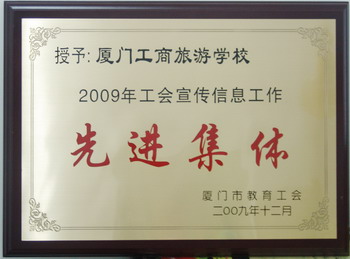 授予:厦门工商旅游学校
2009年工会宣传信息工作
先进集体
厦门市教育工会
二00九年十二月